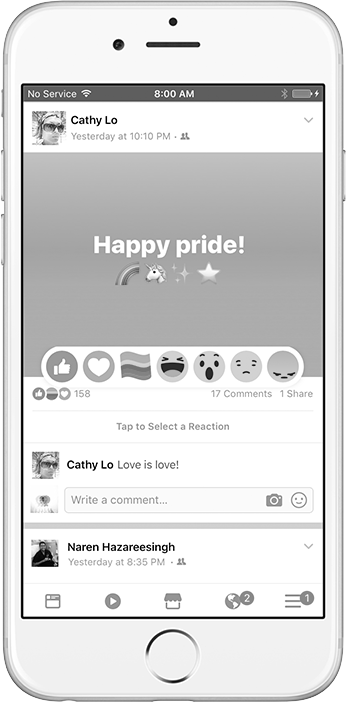 No Service 8:00 AM
Cathy Lo
Yesterday at 10:10 PM ·
Happy pride!
158 17 Comments 1 Share
Tap to Select a Reaction
Cathy Lo Love is love!
Write a comment...
Naren Hazareesingh
Yesterday at 8:35 PM ·
2 1